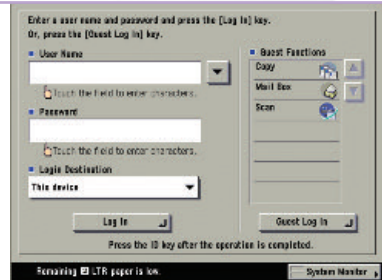 Enter a user name and password and press the [Log In] key.
Or, press the [Guest Log In] key.
User Name
Touch the field to enter characters.
Password
Touch the field to enter characters.
Login Destination
This device
Log In
Guest Functions
Copy
Mail Box
Scan
Guest Log In
Press the ID key after the operation is completed.
Remaining 2 LTR paper is low.
System Monitor